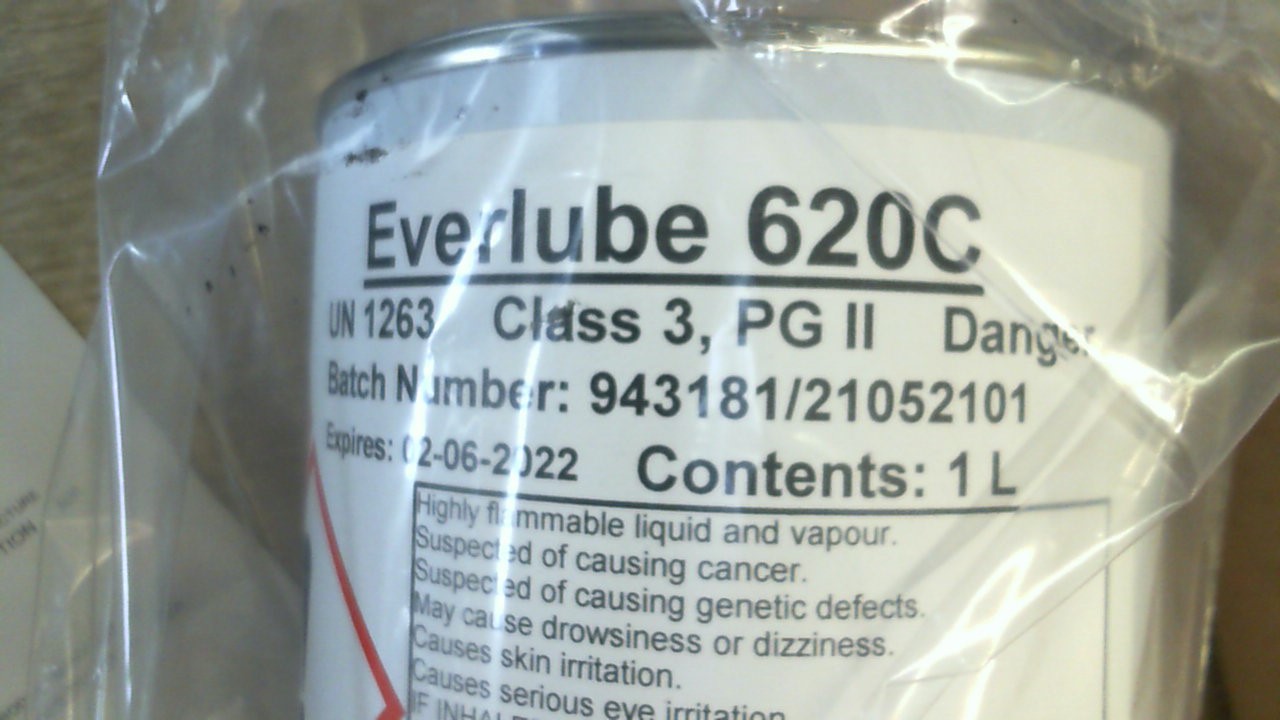 Everlube 620C
UN 1263 Class 3, PG II Danger
Batch Number: 943181/21052101
Expires: 02-06-2022 Contents: 1 L
Highly flammable liquid and vapour.
Suspected of causing cancer.
Suspected of causing genetic defects.
May cause drowsiness or dizziness.
Causes skin irritation.
Causes serious eye irritation.
IF